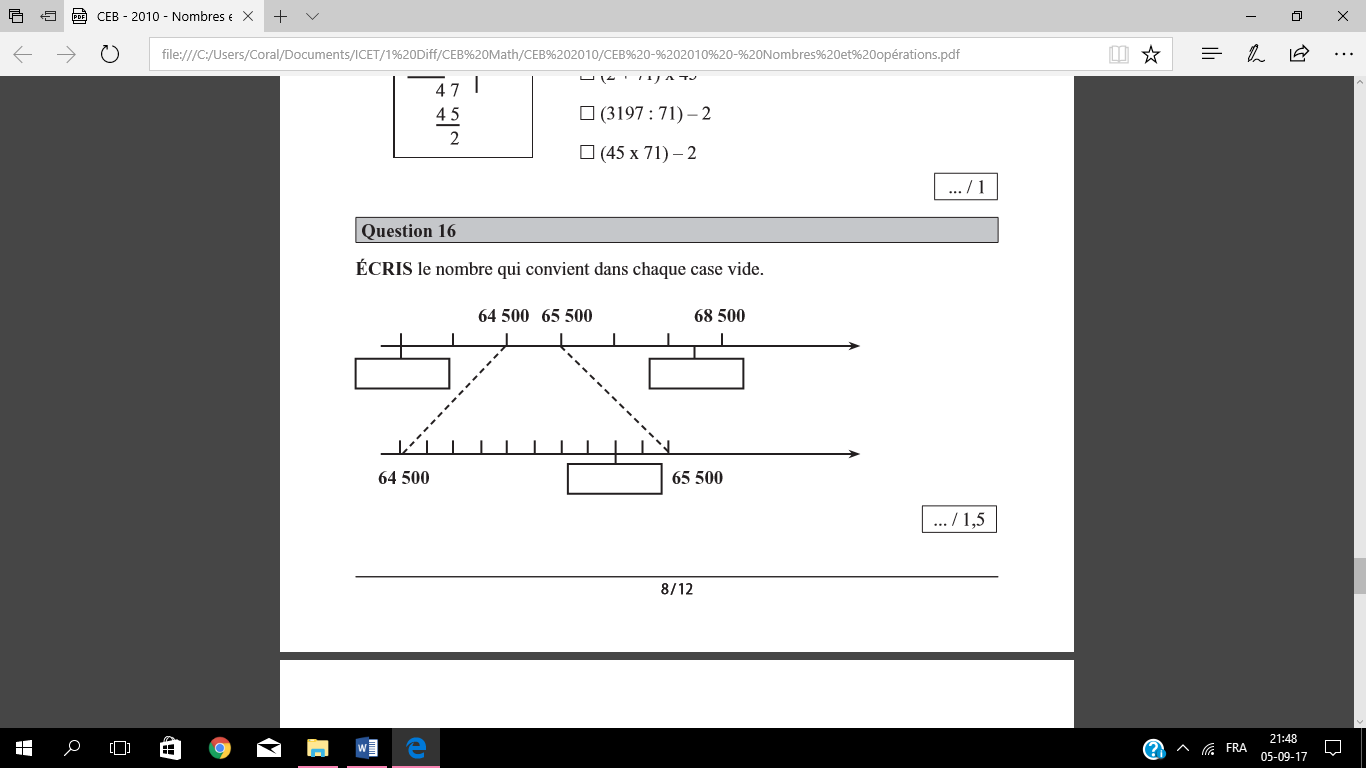 CEB - 2010 - Nombres e
file:///C:/Users/Coral/Documents/ICET/1%20Diff/CEB%20Math/CEB%202010/CEB%20-%202010%20-%20Nombres%20et%20opérations.pdf
4 7
4 5
2
(3197 : 71) – 2
(45 x 71) – 2
... / 1
Question 16
ÉCRIS le nombre qui convient dans chaque case vide.
64 500 65 500 68 500
64 500 65 500
... / 1,5
8/12
FRA
21:48
05-09-17